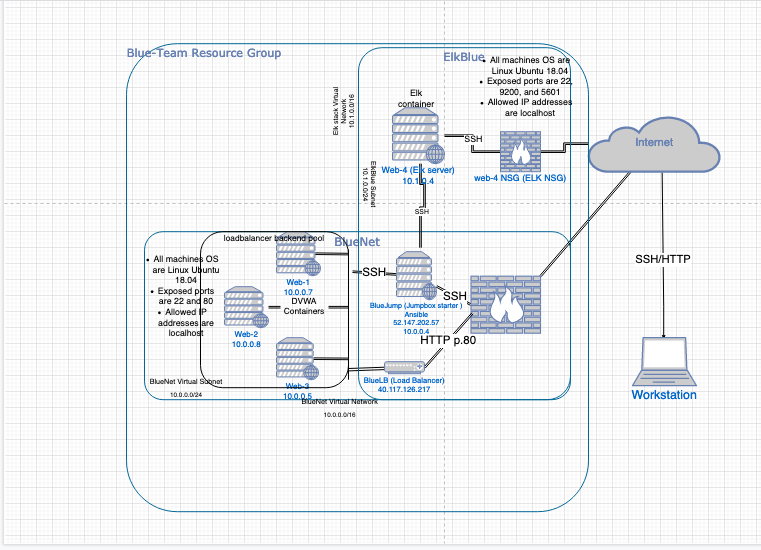 Blue-Team Resource Group
ElkBlue
All machines OS are
Linux Ubuntu 18.04
Exposed ports are 22,
9200, and 5601
Allowed IP addresses
are localhost
Elk stack Virtual
Network
10.1.0.0/16
Elk
container
SSH
Web-4 (Elk server)
10.1.0.4
web-4 NSG (ELK NSG)
Internet
ElkBlue Subnet
10.1.0.0/24
SSH
loadbalancer backend pool
BlueNet
All machines OS
are Linux Ubuntu
18.04
Exposed ports
are 22 and 80
Allowed IP
addresses are
localhost
Web-1
10.0.0.7
DVWA
Containers
Web-2
10.0.0.8
Web-3
10.0.0.5
SSH
SSH
BlueJump (Jumpbox starter )
Ansible
52.147.202.57
10.0.0.4
HTTP p.80
BlueLB (Load Balancer)
40.117.126.217
SSH/HTTP
Workstation
BlueNet Virtual Subnet
10.0.0.0/24
BlueNet Virtual Network
10.0.0.0/16